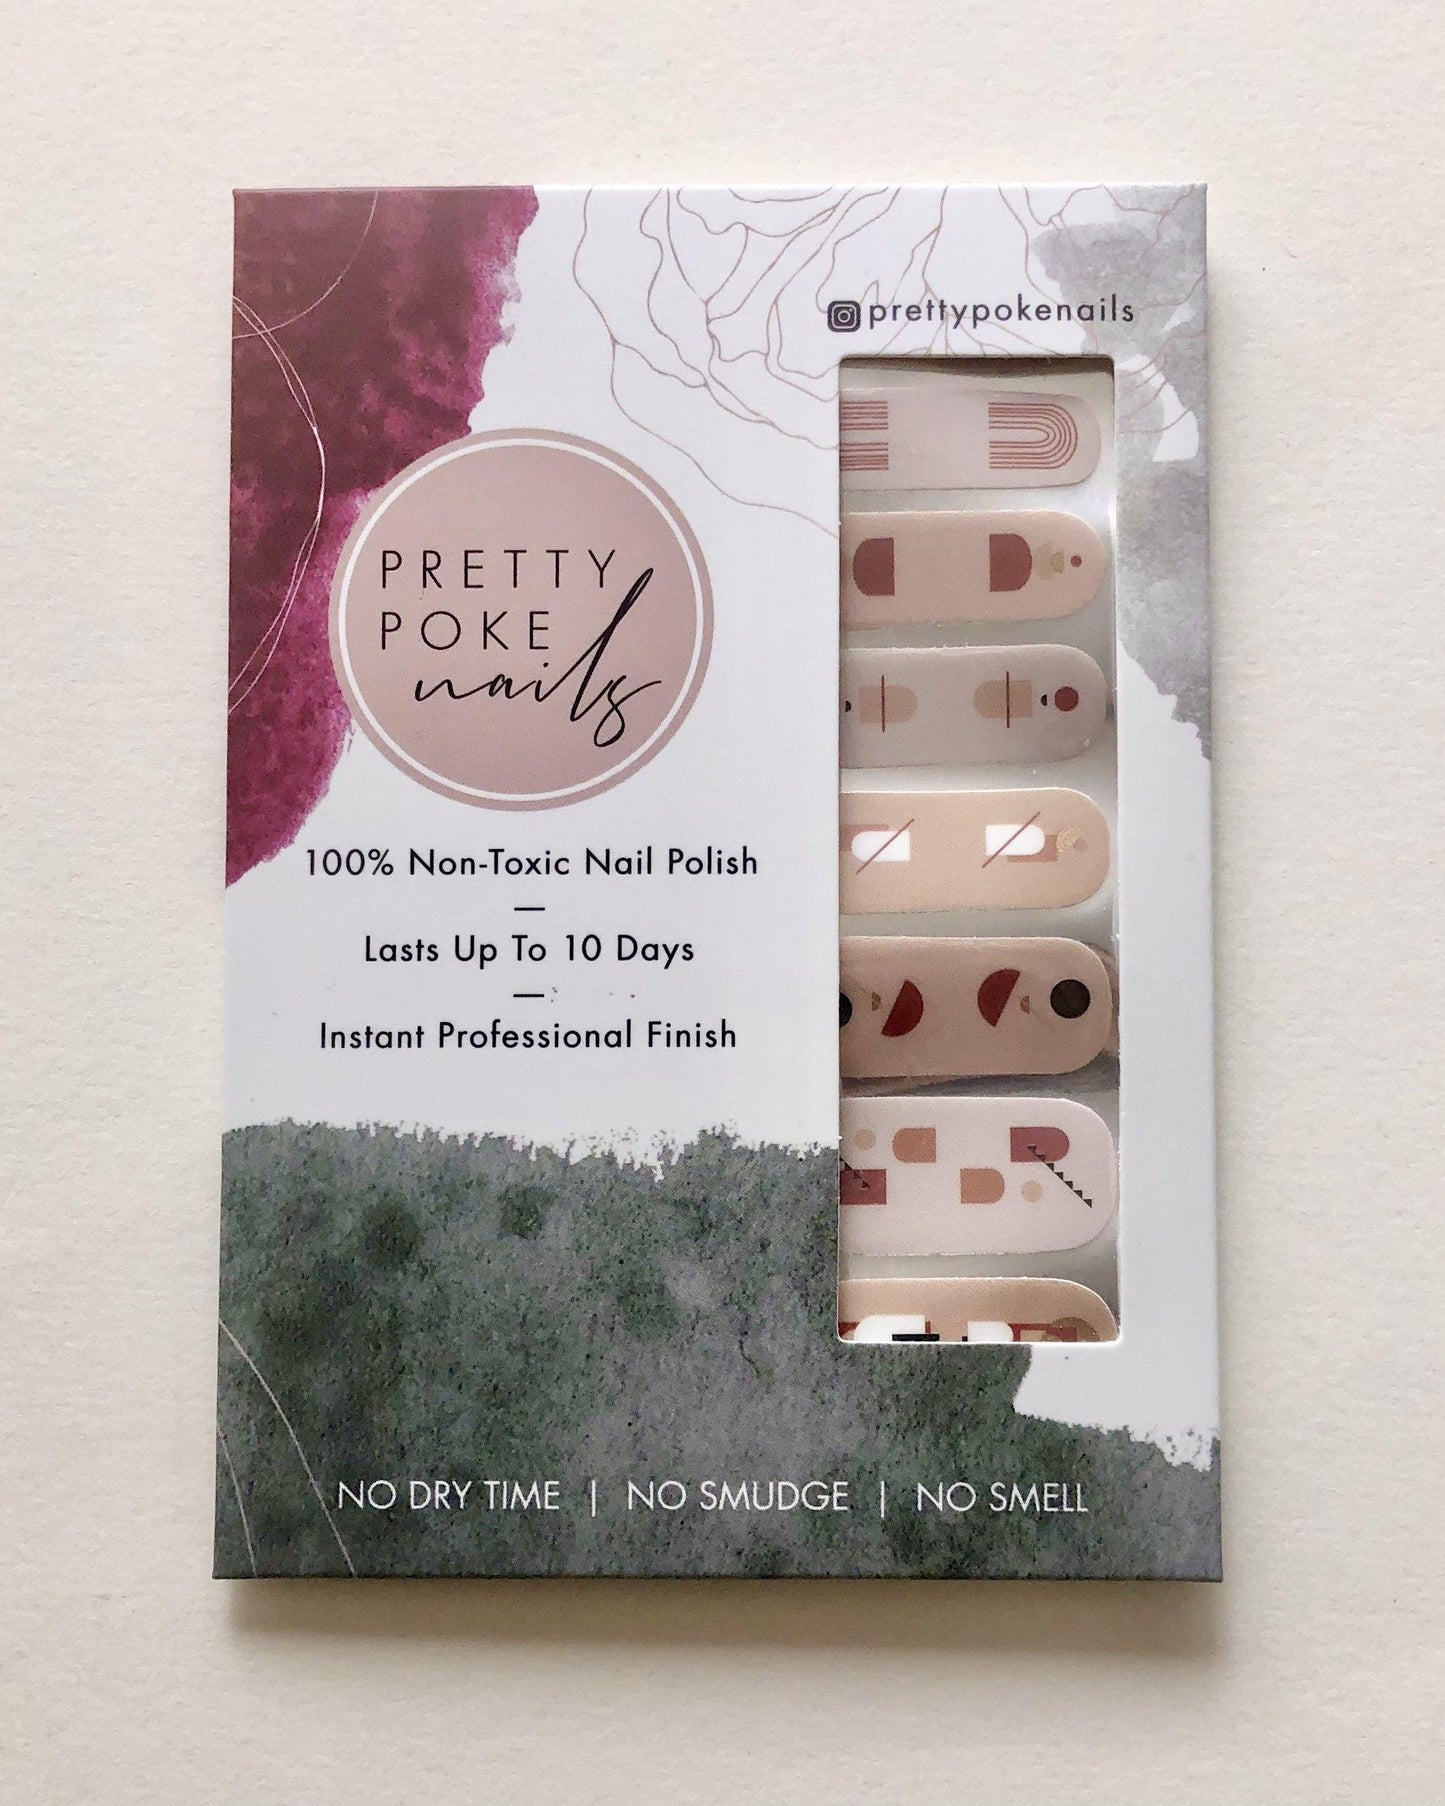 prettypokenails
PRETTY
POKE
nails
100% Non-Toxic Nail Polish
Lasts Up To 10 Days
Instant Professional Finish
NO DRY TIME | NO SMUDGE | NO SMELL